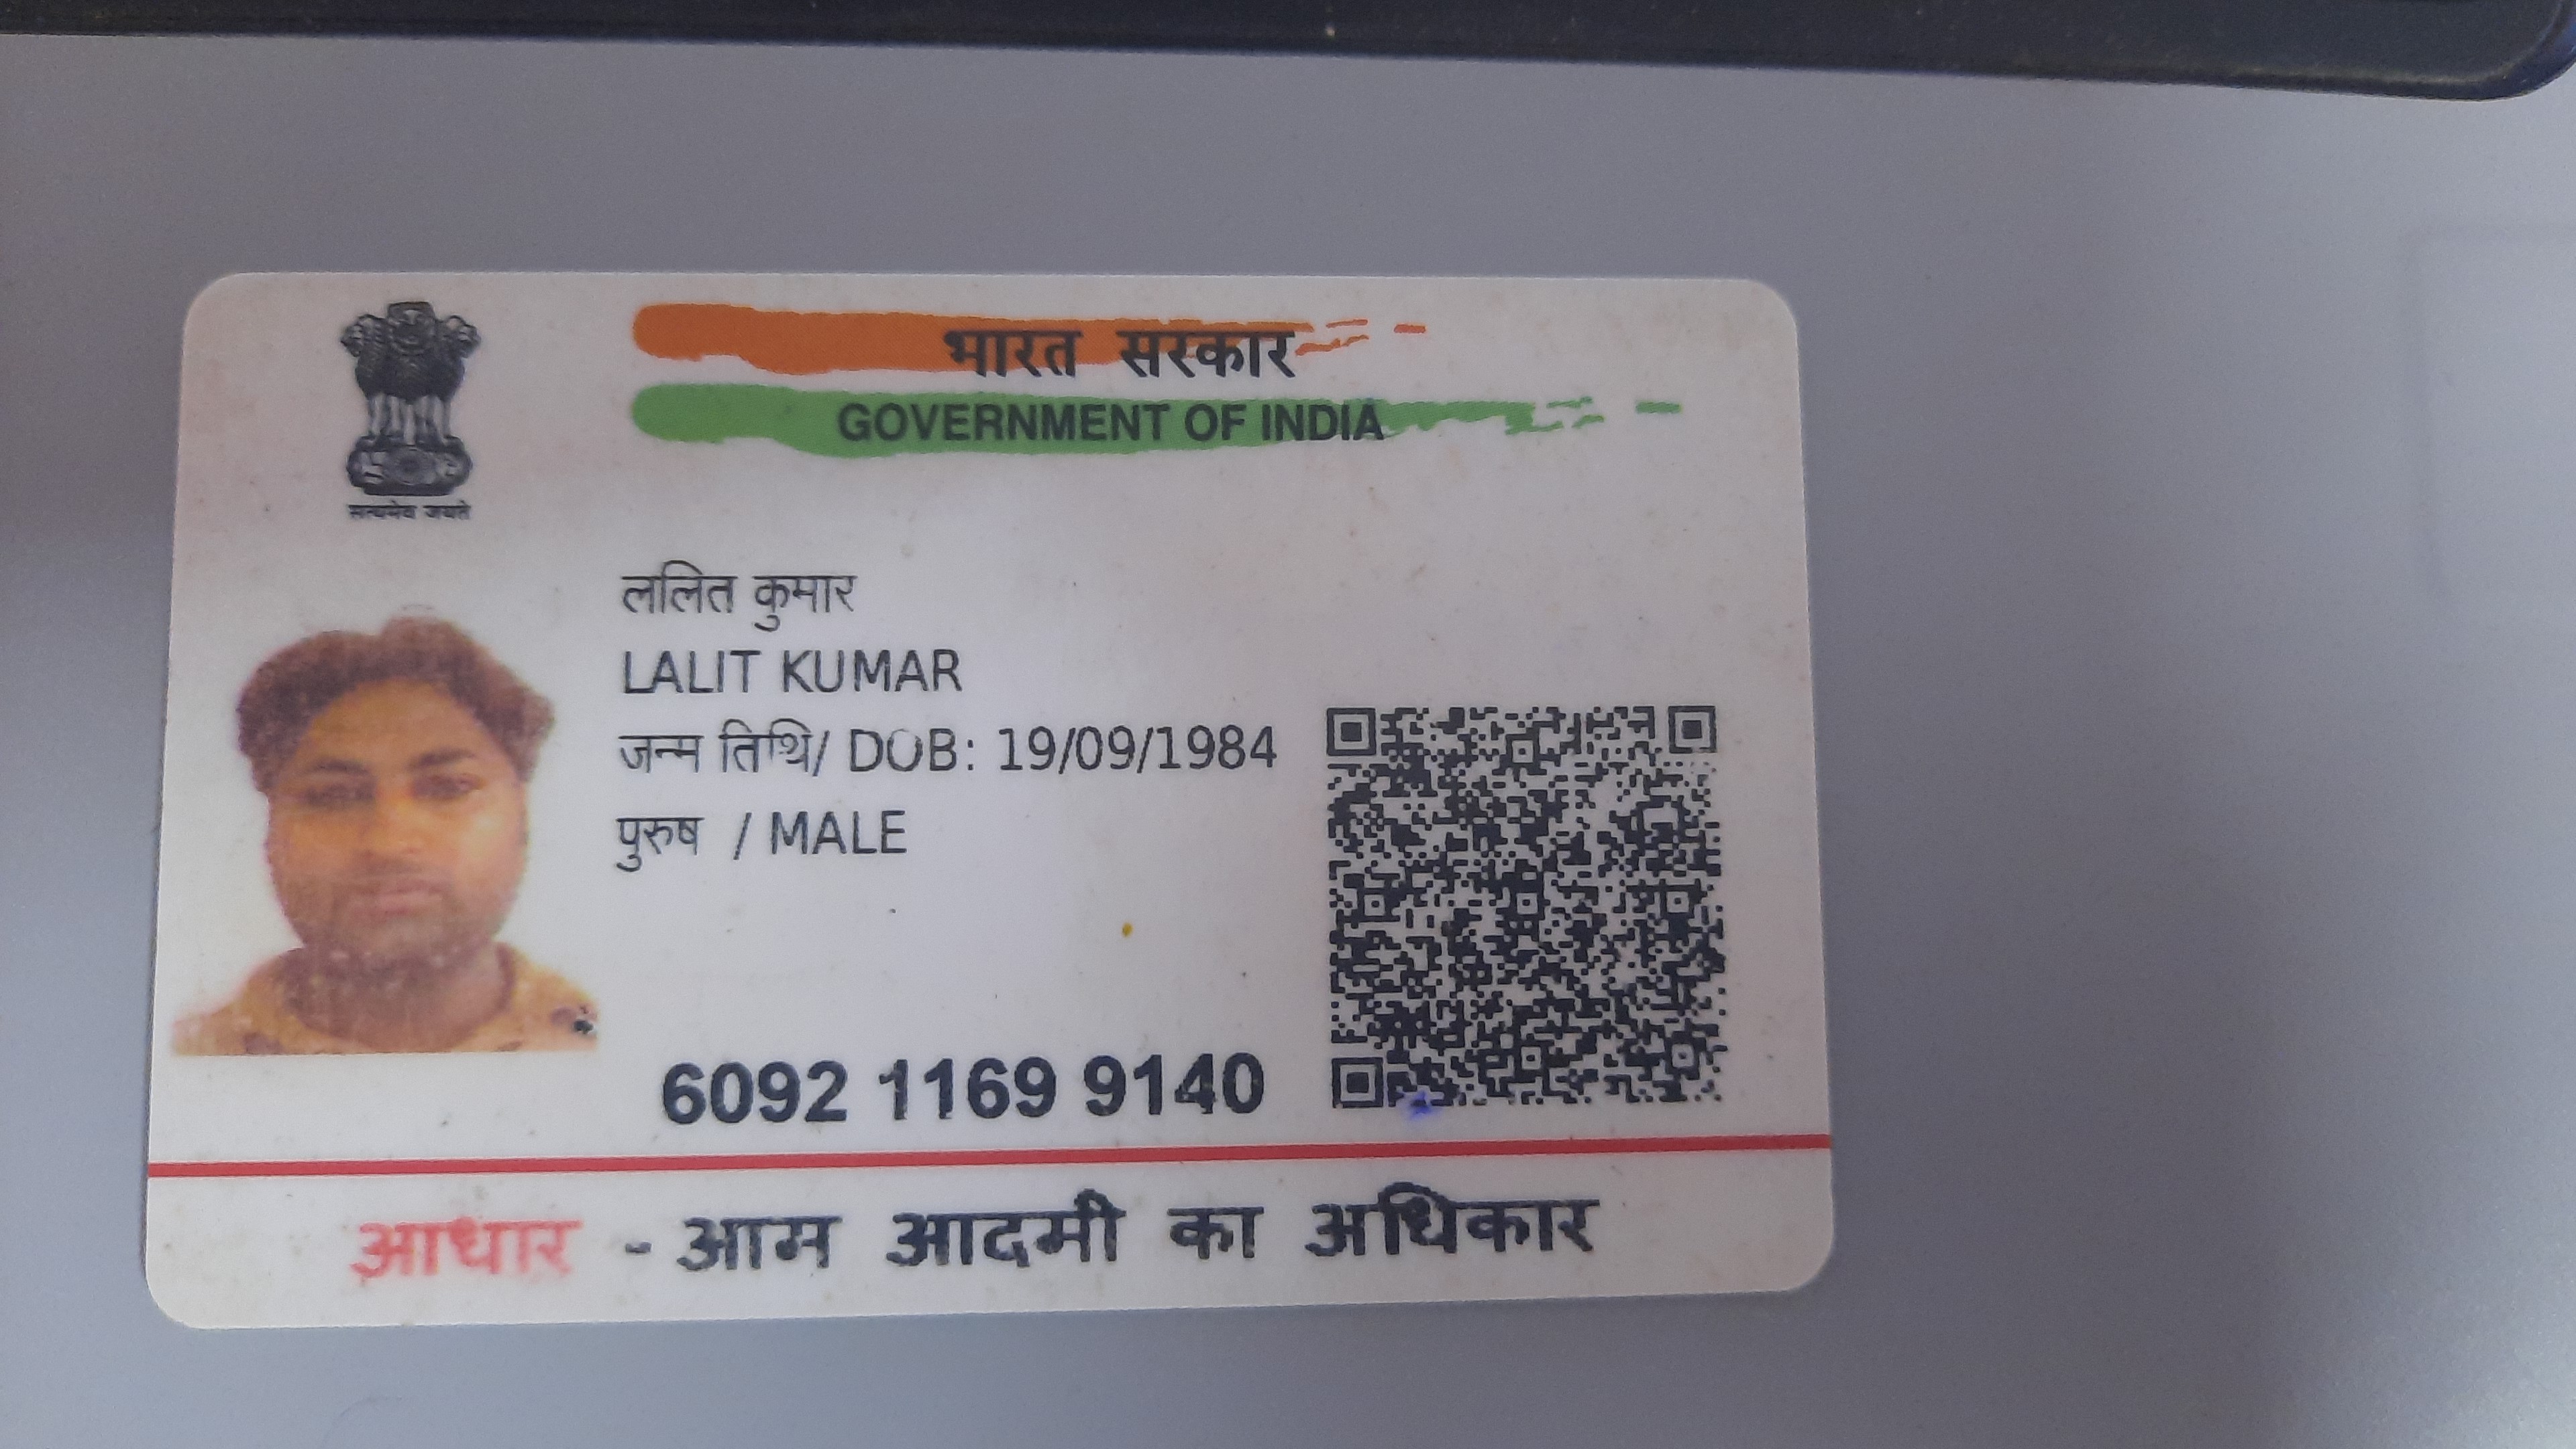 भारत सरकार
GOVERNMENT OF INDIA
सत्यमेव जयते
ललित कुमार
LALIT KUMAR
जन्म तिथि/ DOB: 19/09/1984
पुरुष / MALE
6092 1169 9140
आधार - आम आदमी का अधिकार